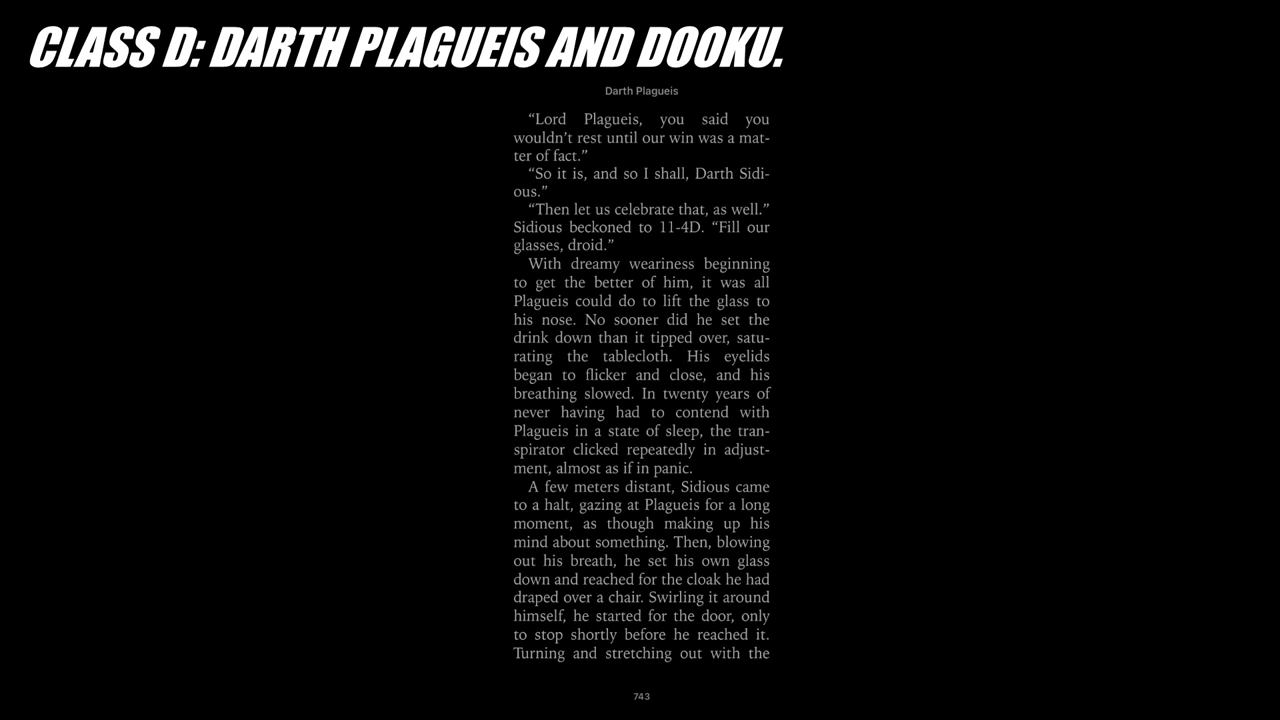 CLASS D: DARTH PLAGUEIS AND DOOKU.
Darth Plagueis
“Lord Plagueis, you said you
wouldn’t rest until our win was a mat-
ter of fact.”
“So it is, and so I shall, Darth Sidi-
ous.”
“Then let us celebrate that, as well.”
Sidious beckoned to 11-4D. “Fill our
glasses, droid.”
With dreamy weariness beginning
to get the better of him, it was all
Plagueis could do to lift the glass to
his nose. No sooner did he set the
drink down than it tipped over, satu-
rating the tablecloth. His eyelids
began to flicker and close, and his
breathing slowed. In twenty years of
never having had to contend with
Plagueis in a state of sleep, the tran-
spirator clicked repeatedly in adjust-
ment, almost as if in panic.
A few meters distant, Sidious came
to a halt, gazing at Plagueis for a long
moment, as though making up his
mind about something. Then, blowing
out his breath, he set his own glass
down and reached for the cloak he had
draped over a chair. Swirling it around
himself, he started for the door, only
to stop shortly before he reached it.
Turning and stretching out with the
743